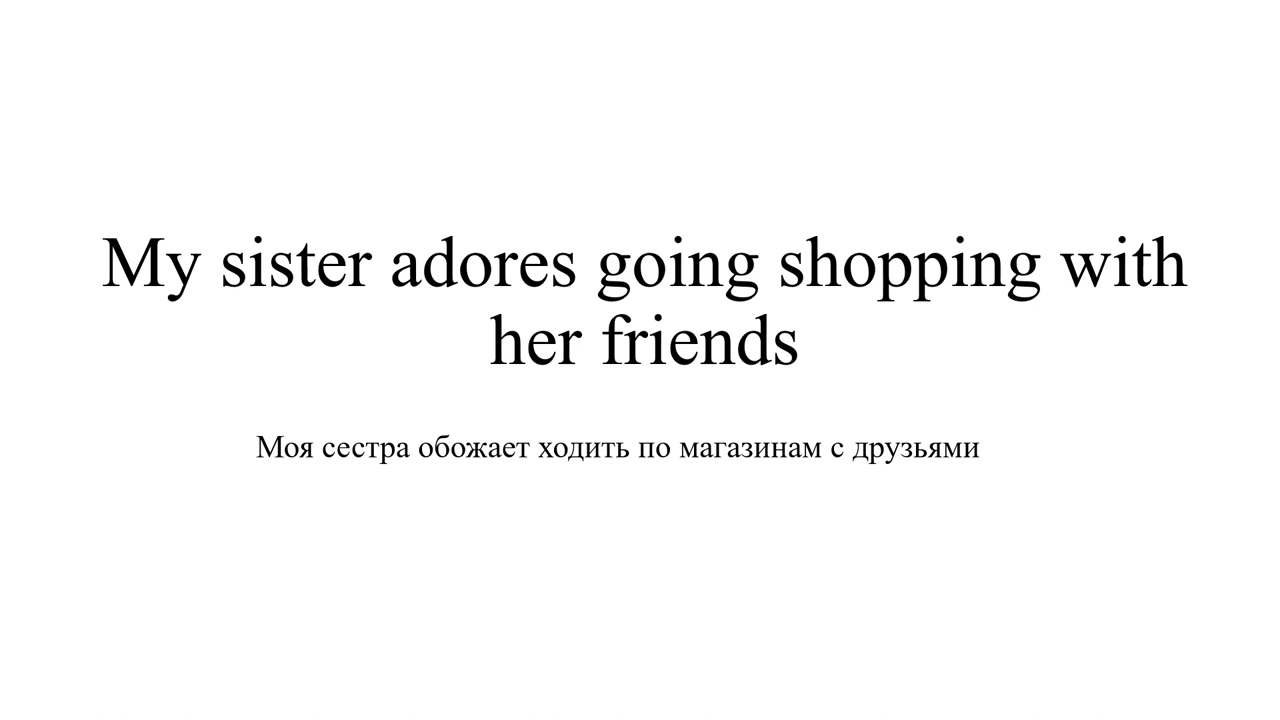 My sister adores going shopping with
her friends
Моя сестра обожает ходить по магазинам с друзьями